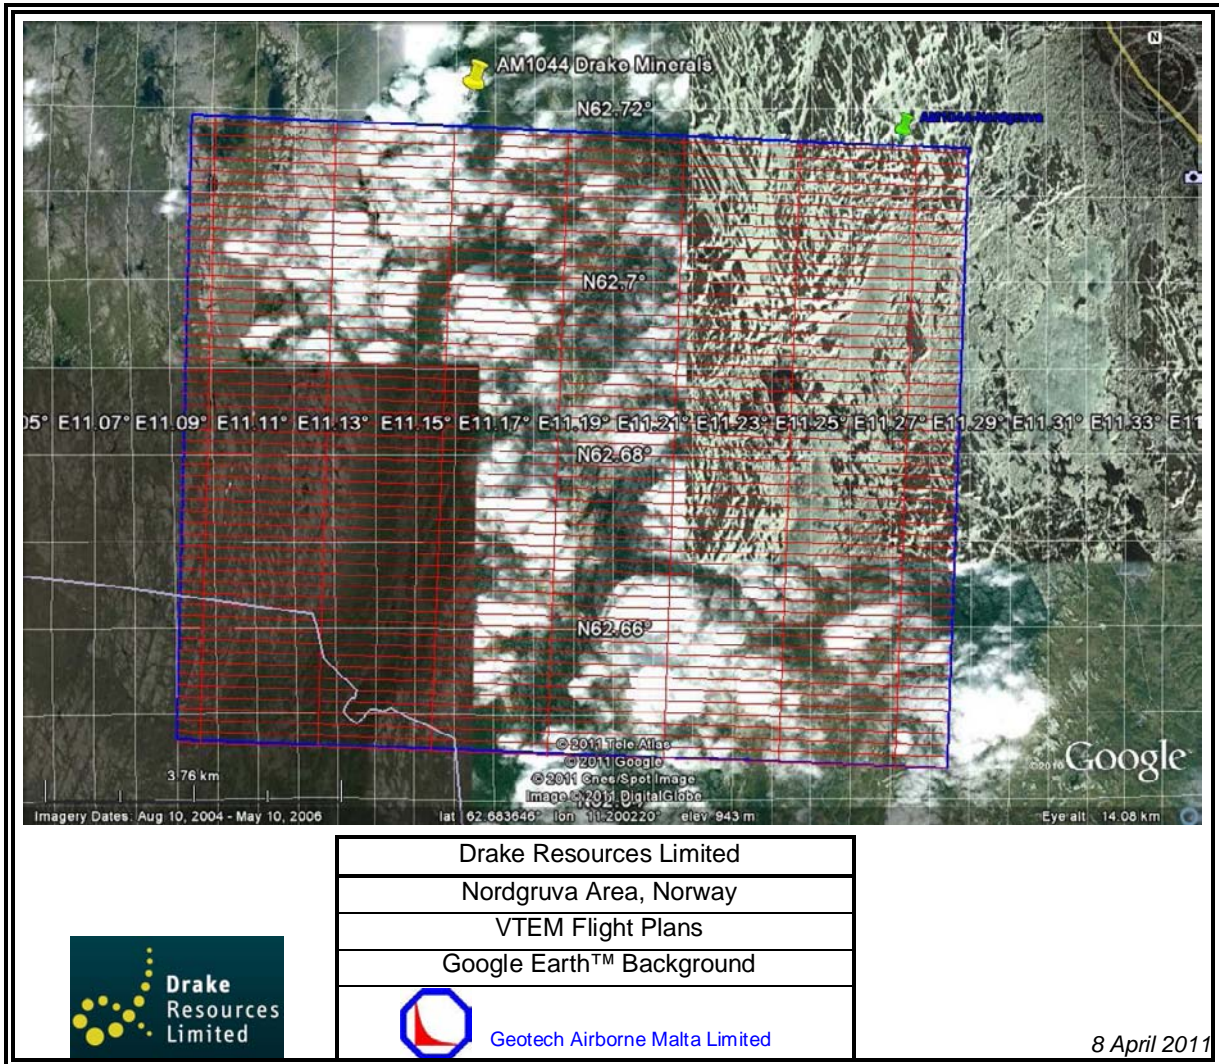 N
AM1044 Drake Minerals
N62.72°
AM1044-Nordgruva
N62.7°
05° E11.07° E11.09° E11.11° E11.13° E11.15° E11.17° E11.19° E11.21° E11.23° E11.25° E11.27° E11.29° E11.31° E11.33° E11
N62.68°
N62.66°
© 2011 Tele Atlas
© 2011 Google
© 2011 Cnes/Spot Image
Image © 2011 DigitalGlobe
©2010 Google
3.76 km
Imagery Dates: Aug 10, 2004 - May 10, 2006
lat 62.683646° lon 11.200220° elev 943 m
Eye alt 14.08 km
Drake Resources Limited
Nordgruva Area, Norway
VTEM Flight Plans
Google Earth™ Background
Geotech Airborne Malta Limited
Drake
Resources
Limited
8 April 2011